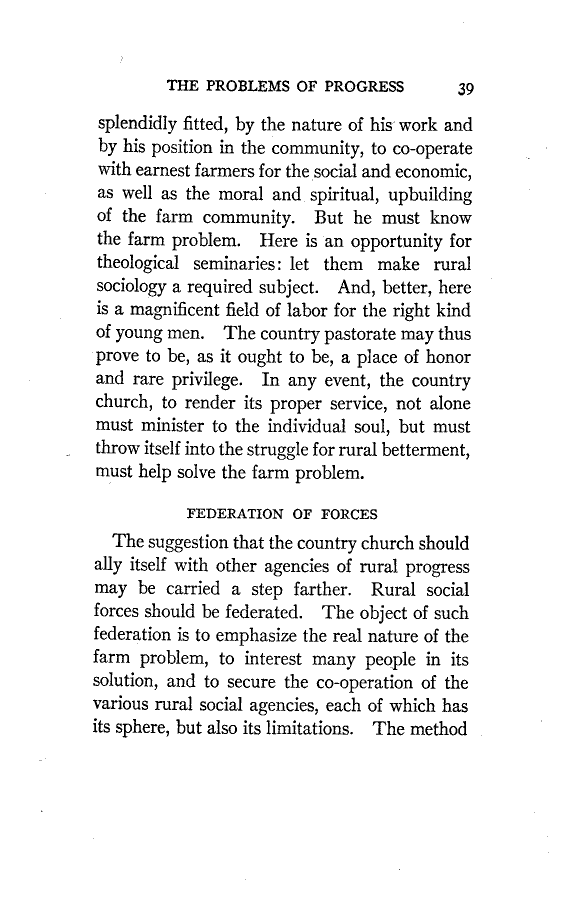 THE PROBLEMS OF PROGRESS 39
splendidly fitted, by the nature of his work and
by his position in the community, to co-operate
with earnest farmers for the social and economic,
as well as the moral and spiritual, upbuilding
of the farm community. But he must know
the farm problem. Here is an opportunity for
theological seminaries: let them make rural
sociology a required subject. And, better, here
is a magnificent field of labor for the right kind
of young men. The country pastorate may thus
prove to be, as it ought to be, a place of honor
and rare privilege. In any event, the country
church, to render its proper service, not alone
must minister to the individual soul, but must
throw itself into the struggle for rural betterment,
must help solve the farm problem.
FEDERATION OF FORCES
The suggestion that the country church should
ally itself with other agencies of rural progress
may be carried a step farther. Rural social
forces should be federated. The object of such
federation is to emphasize the real nature of the
farm problem, to interest many people in its
solution, and to secure the co-operation of the
various rural social agencies, each of which has
its sphere, but also its limitations. The method